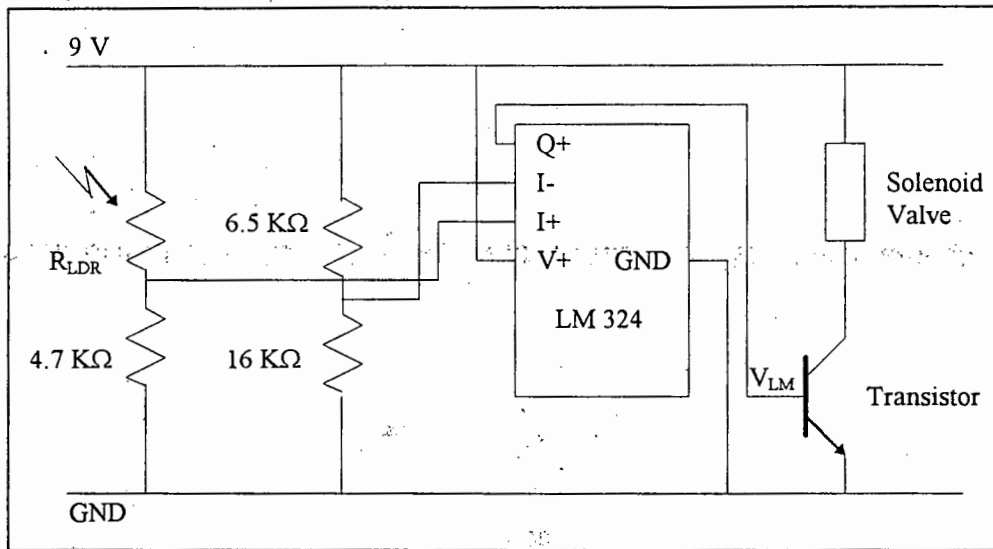 9 V
Q+
I-
I+
V+
GND
LM 324
6.5 KΩ
R_LDR
4.7 KΩ
16 KΩ
Solenoid
Valve
V_LM
Transistor
GND